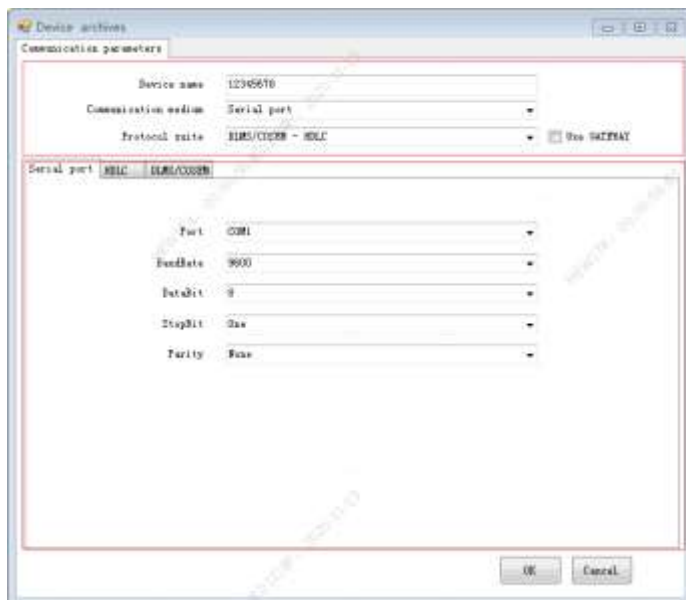 Device archives
Communication parameters
Device name 12345678
Communication medium Serial port
Protocol suite DLMS/COSEM - HDLC Use GATEWAY
Serial port HDLC DLMS/COSEM
Port COM1
BaudRate 9600
DataBit 8
StopBit One
Parity None
OK Cancel